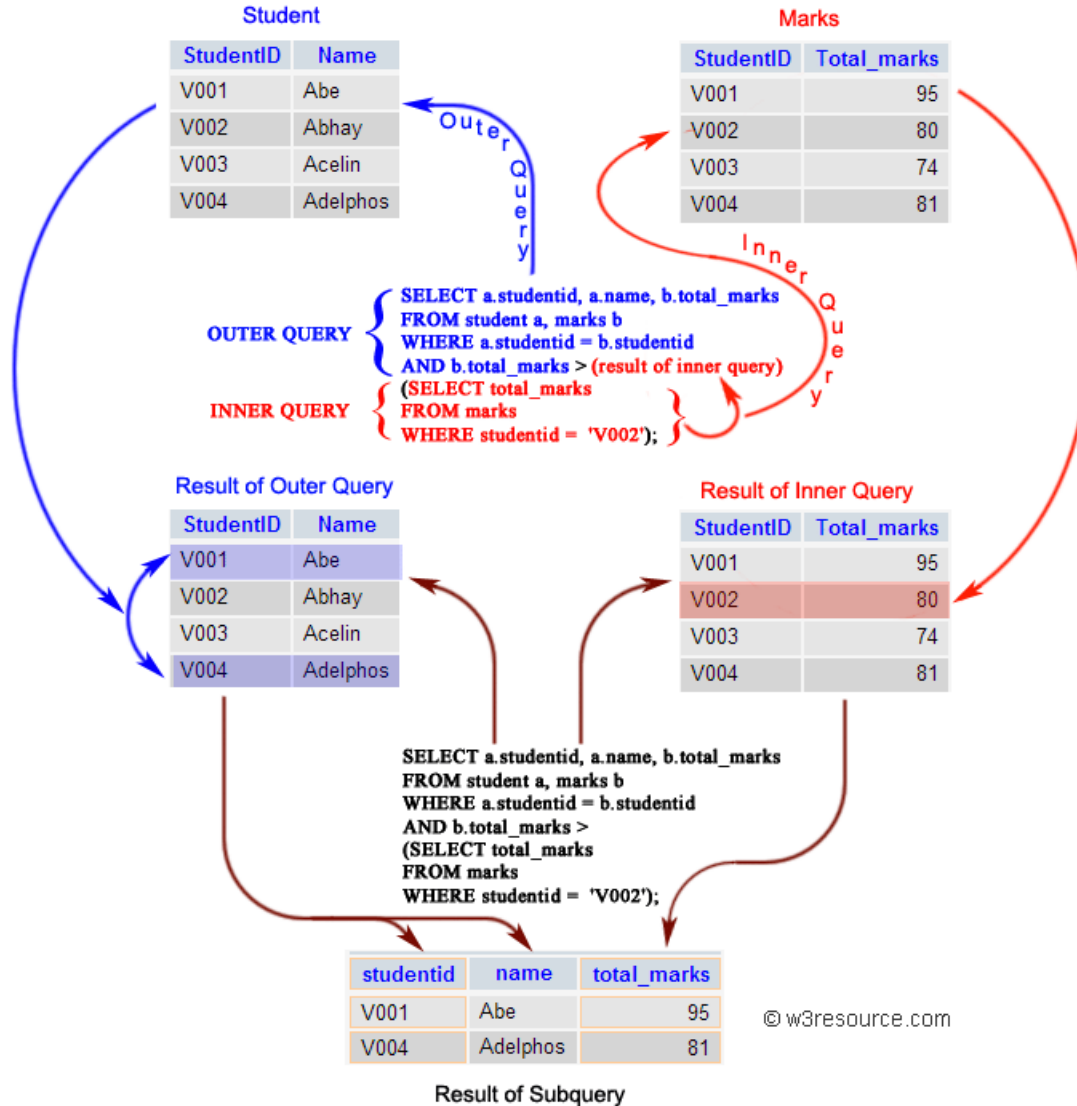 Student
StudentID Name
V001 Abe
V002 Abhay
V003 Acelin
V004 Adelphos
Marks
StudentID Total_marks
V001 95
V002 80
V003 74
V004 81
Outer Query
Inner Query
OUTER QUERY
SELECT a.studentid, a.name, b.total_marks
FROM student a, marks b
WHERE a.studentid = b.studentid
AND b.total_marks > (result of inner query)
INNER QUERY
(SELECT total_marks
FROM marks
WHERE studentid = 'V002');
Result of Outer Query
StudentID Name
V001 Abe
V002 Abhay
V003 Acelin
V004 Adelphos
Result of Inner Query
StudentID Total_marks
V001 95
V002 80
V003 74
V004 81
SELECT a.studentid, a.name, b.total_marks
FROM student a, marks b
WHERE a.studentid = b.studentid
AND b.total_marks >
(SELECT total_marks
FROM marks
WHERE studentid = 'V002');
studentid name total_marks
V001 Abe 95
V004 Adelphos 81
© w3resource.com
Result of Subquery